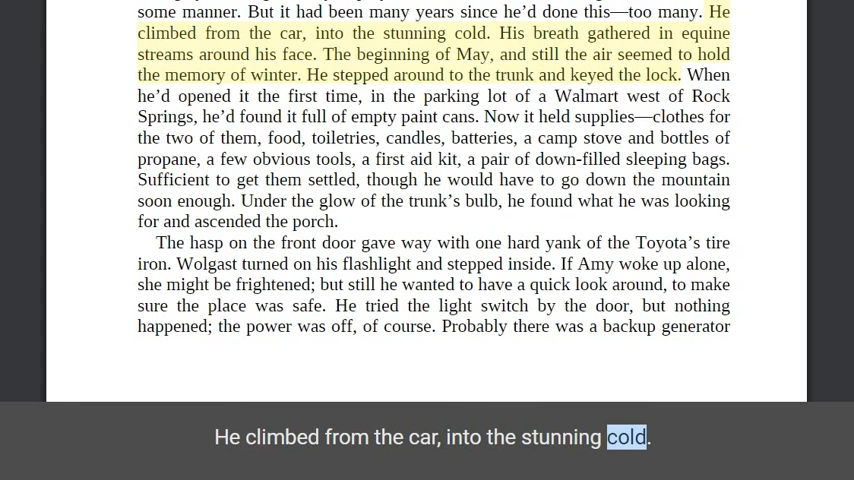 some manner. But it had been many years since he’d done this—too many. He
climbed from the car, into the stunning cold. His breath gathered in equine
streams around his face. The beginning of May, and still the air seemed to hold
the memory of winter. He stepped around to the trunk and keyed the lock. When
he’d opened it the first time, in the parking lot of a Walmart west of Rock
Springs, he’d found it full of empty paint cans. Now it held supplies—clothes for
the two of them, food, toiletries, candles, batteries, a camp stove and bottles of
propane, a few obvious tools, a first aid kit, a pair of down-filled sleeping bags.
Sufficient to get them settled, though he would have to go down the mountain
soon enough. Under the glow of the trunk’s bulb, he found what he was looking
for and ascended the porch.
The hasp on the front door gave way with one hard yank of the Toyota’s tire
iron. Wolgast turned on his flashlight and stepped inside. If Amy woke up alone,
she might be frightened; but still he wanted to have a quick look around, to make
sure the place was safe. He tried the light switch by the door, but nothing
happened; the power was off, of course. Probably there was a backup generator
He climbed from the car, into the stunning cold.